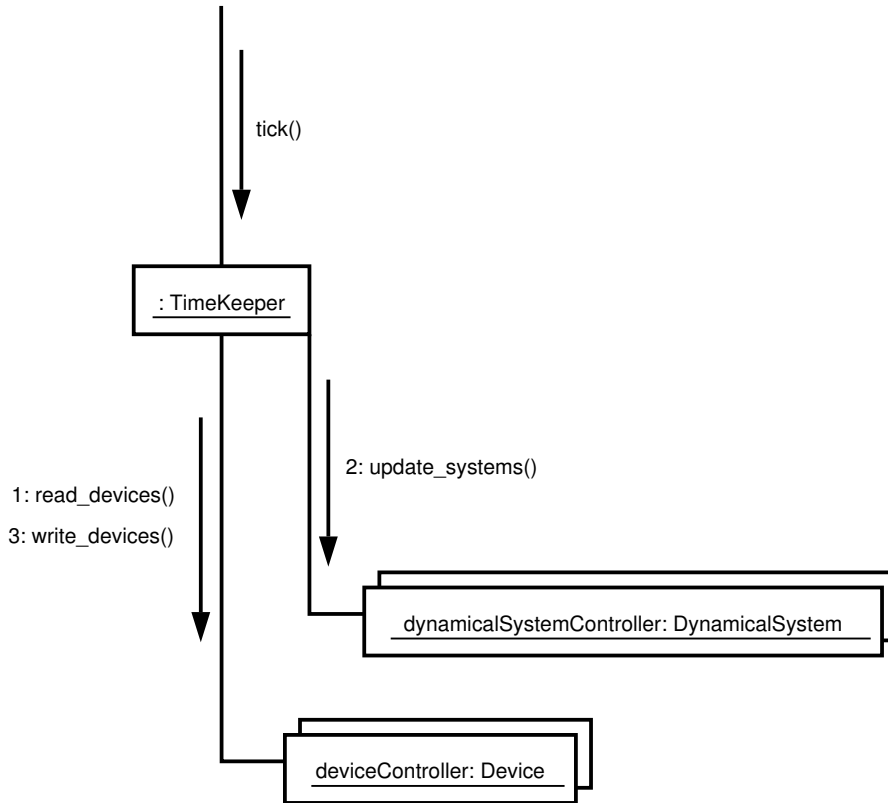 tick()
: TimeKeeper
2: update_systems()
1: read_devices()
3: write_devices()
dynamicalSystemController: DynamicalSystem
deviceController: Device